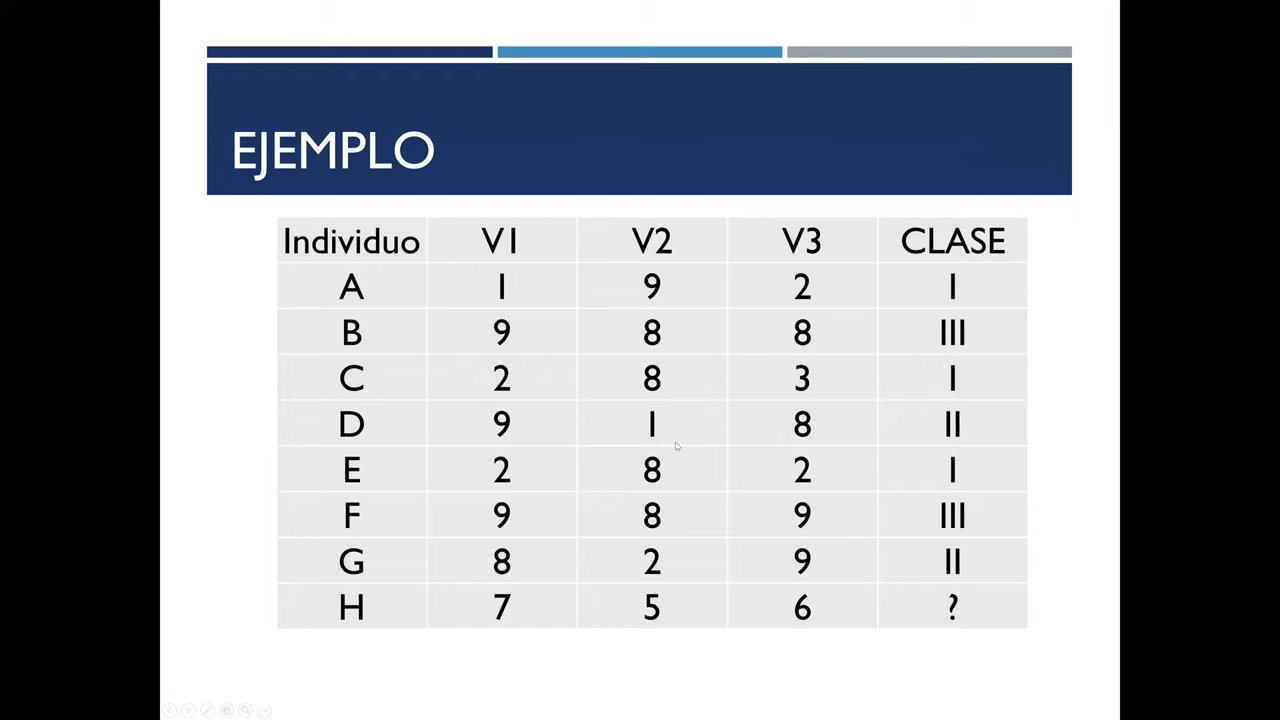 EJEMPLO
Individuo V1 V2 V3 CLASE
A 1 9 2 I
B 9 8 8 III
C 2 8 3 I
D 9 1 8 II
E 2 8 2 I
F 9 8 9 III
G 8 2 9 II
H 7 5 6 ?